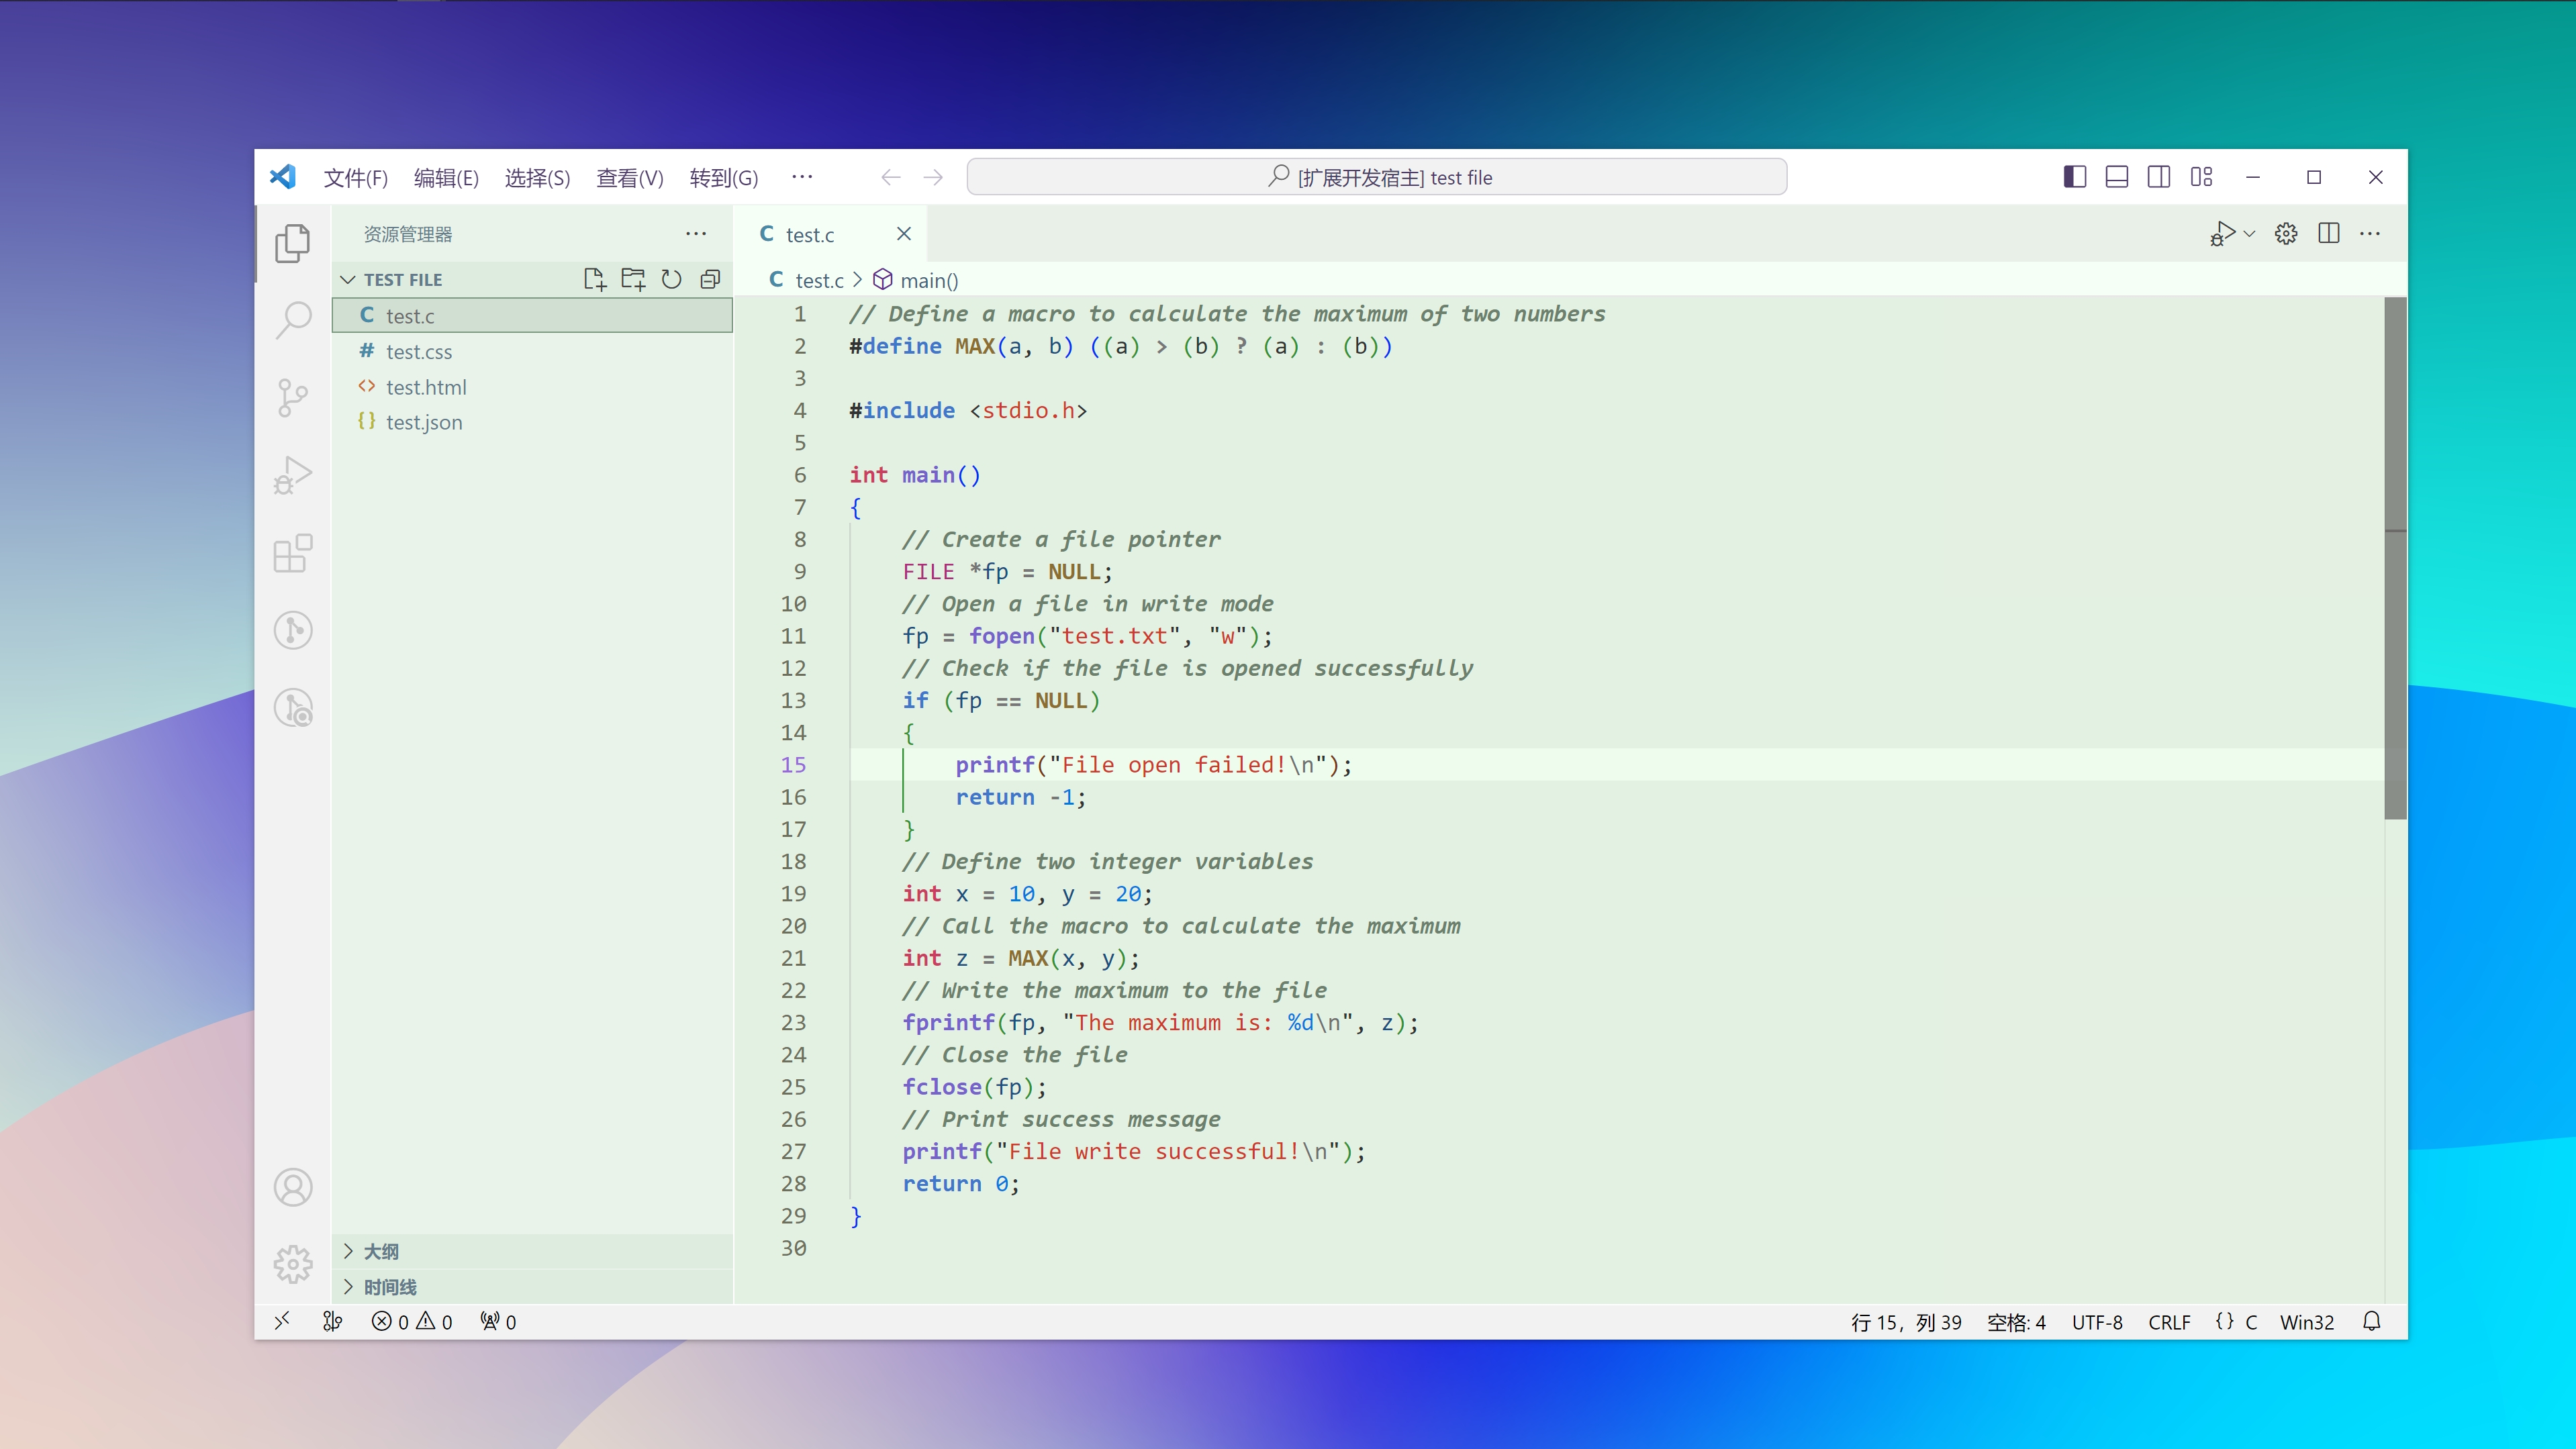 文件(F) 编辑(E) 选择(S) 查看(V) 转到(G) ··· [扩展开发宿主] test file
资源管理器 ···
TEST FILE
C test.c
# test.css
<> test.html
{} test.json
大纲
时间线
C test.c
C test.c > main()
1 // Define a macro to calculate the maximum of two numbers
2 #define MAX(a, b) ((a) > (b) ? (a) : (b))
3
4 #include <stdio.h>
5
6 int main()
7 {
8     // Create a file pointer
9     FILE *fp = NULL;
10     // Open a file in write mode
11     fp = fopen("test.txt", "w");
12     // Check if the file is opened successfully
13     if (fp == NULL)
14     {
15         printf("File open failed!\n");
16         return -1;
17     }
18     // Define two integer variables
19     int x = 10, y = 20;
20     // Call the macro to calculate the maximum
21     int z = MAX(x, y);
22     // Write the maximum to the file
23     fprintf(fp, "The maximum is: %d\n", z);
24     // Close the file
25     fclose(fp);
26     // Print success message
27     printf("File write successful!\n");
28     return 0;
29 }
30
0 0 0 行 15，列 39 空格: 4 UTF-8 CRLF {} C Win32